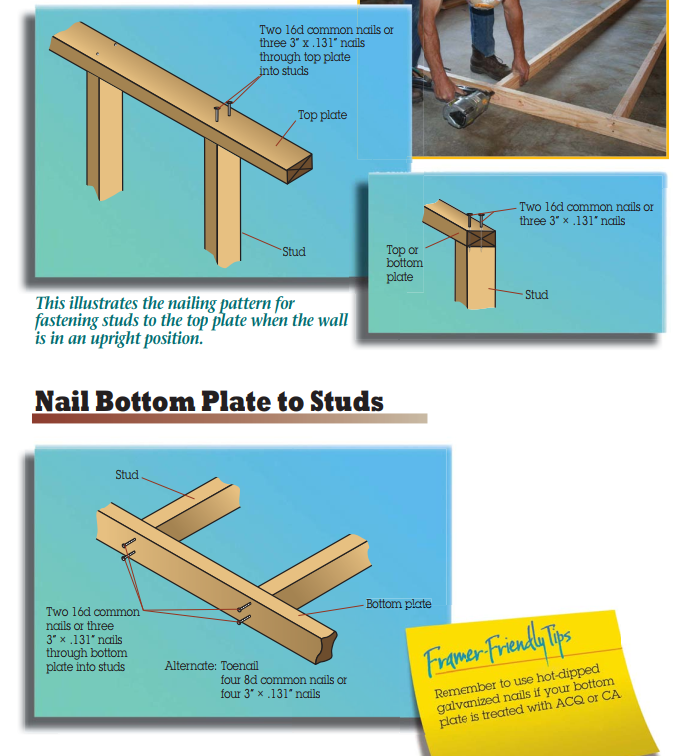 Two 16d common nails or
three 3" x .131" nails
through top plate
into studs
Top plate
Stud
Two 16d common nails or
three 3" × .131" nails
Top or
bottom
plate
Stud
This illustrates the nailing pattern for
fastening studs to the top plate when the wall
is in an upright position.
Nail Bottom Plate to Studs
Stud
Bottom plate
Two 16d common
nails or three
3" × .131" nails
through bottom
plate into studs
Alternate: Toenail
four 8d common nails or
four 3" × .131" nails
Framer-Friendly Tips
Remember to use hot-dipped
galvanized nails if your bottom
plate is treated with ACQ or CA